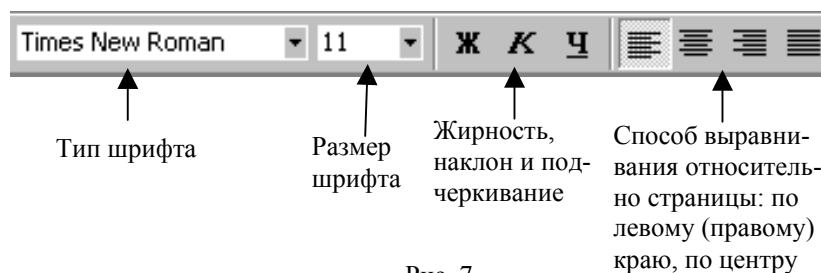 Times New Roman 11 Ж К Ч
Тип шрифта
Размер
шрифта
Жирность,
наклон и под-
черкивание
Способ выравни-
вания относитель-
но страницы: по
левому (правому)
краю, по центру